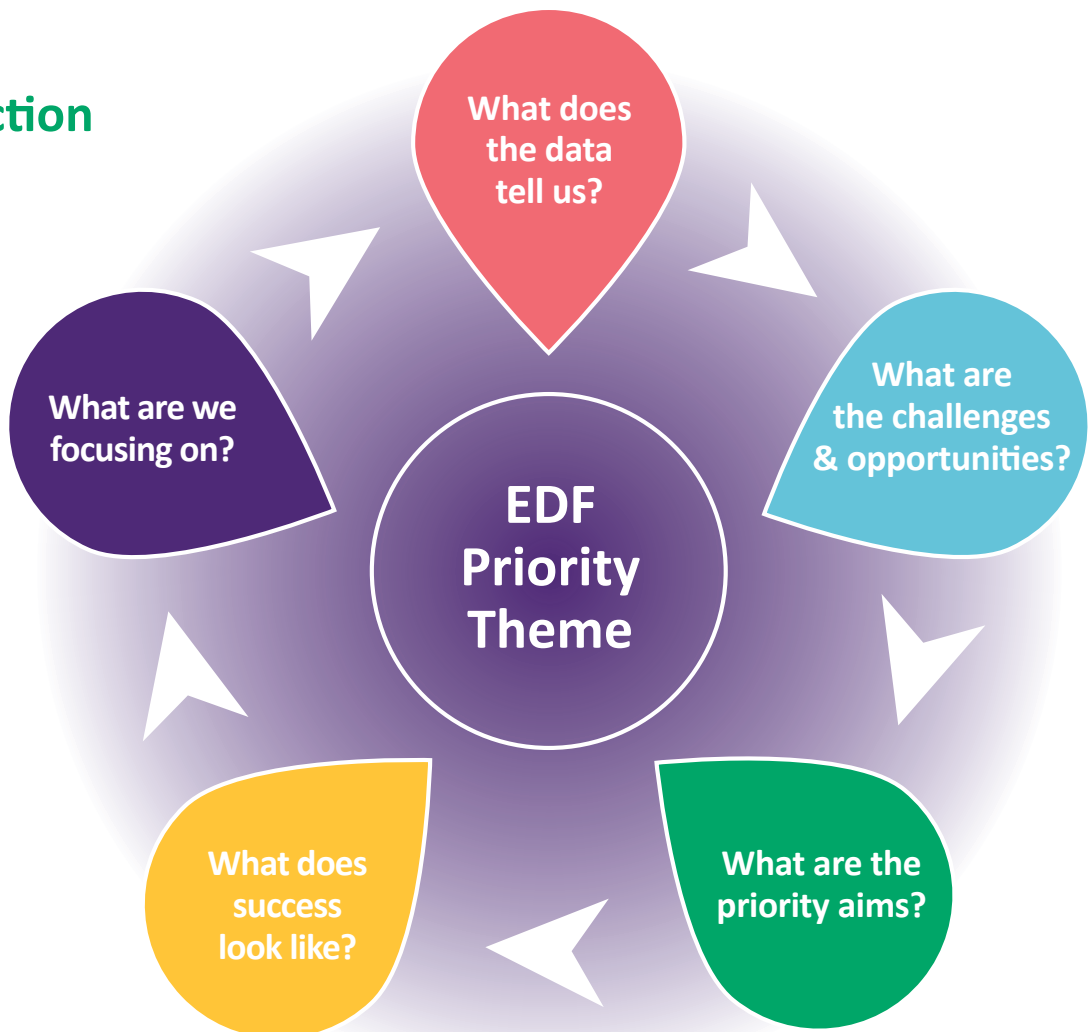 ction
What does
the data
tell us?
What are
the challenges
& opportunities?
What are we
focusing on?
EDF
Priority
Theme
What are the
priority aims?
What does
success
look like?